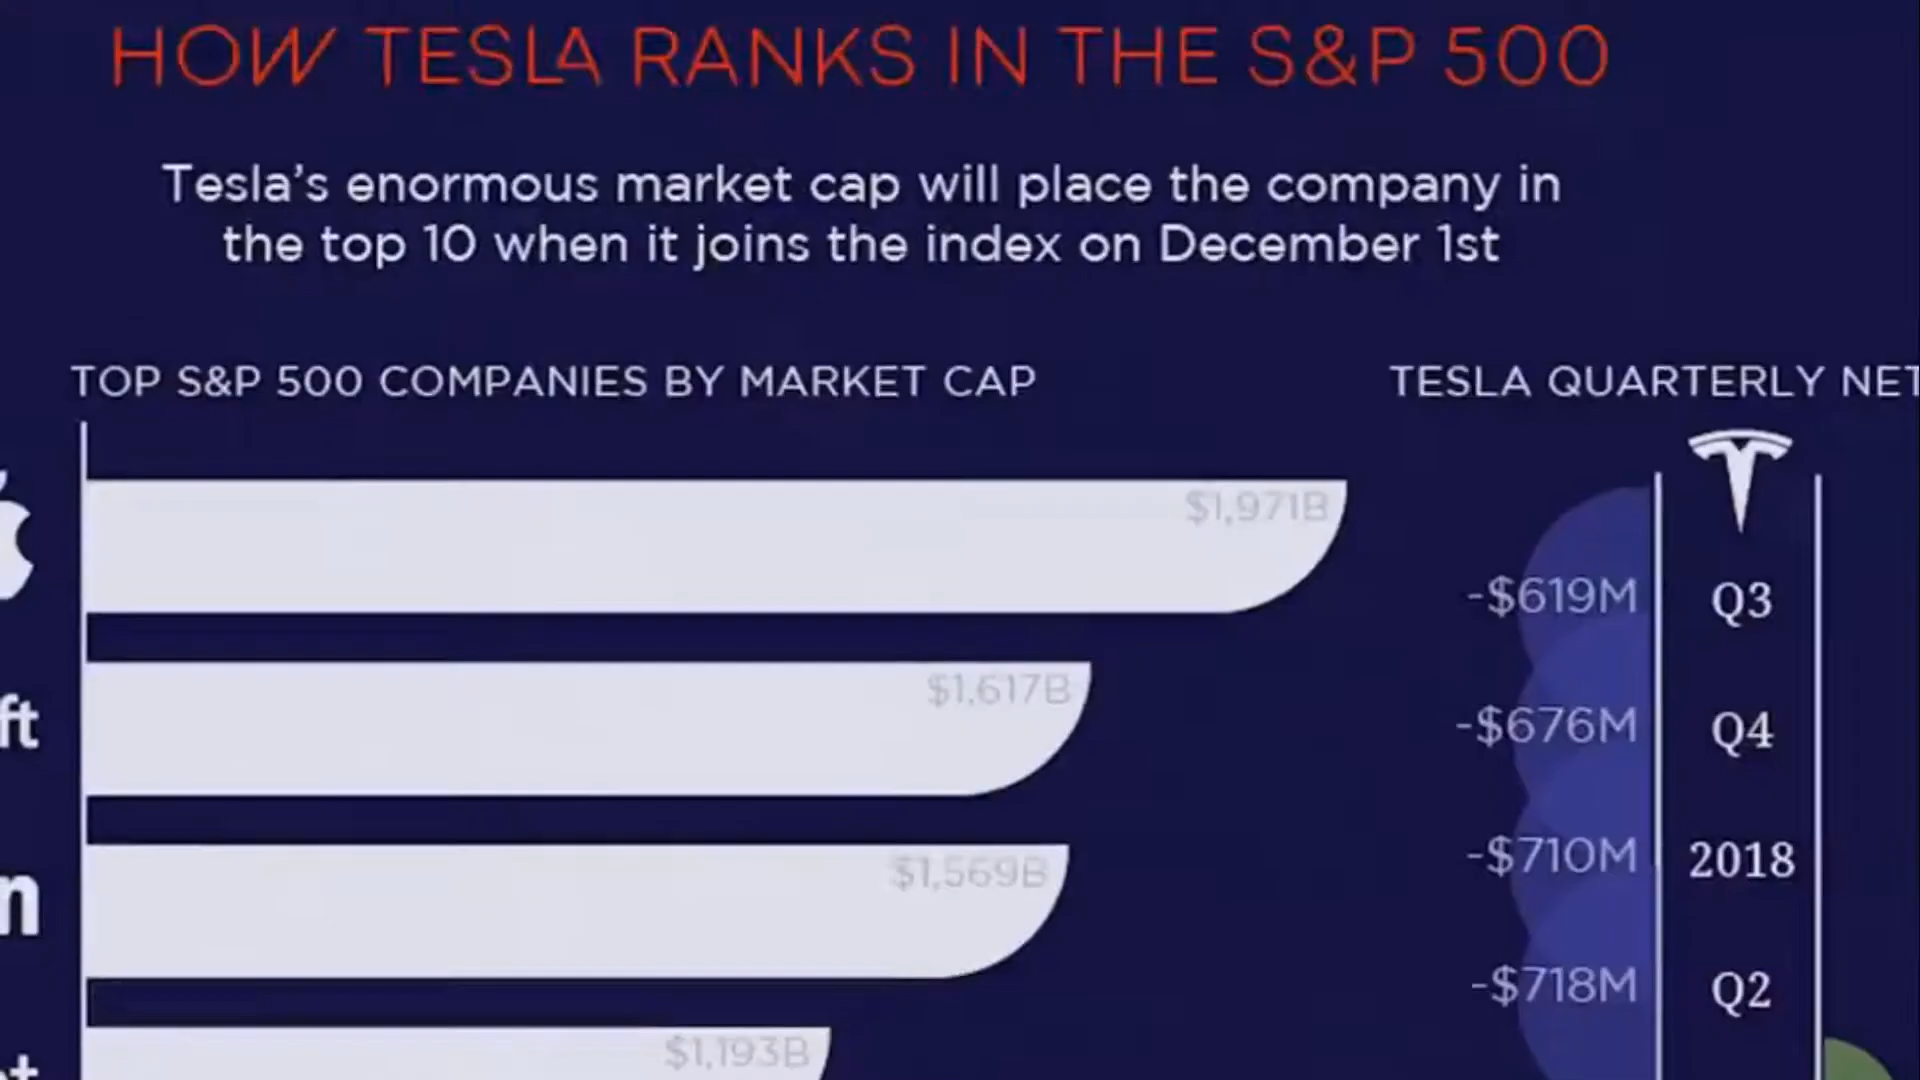 HOW TESLA RANKS IN THE S&P 500
Tesla's enormous market cap will place the company in
the top 10 when it joins the index on December 1st
TOP S&P 500 COMPANIES BY MARKET CAP
$1,971B
ft
$1,617B
n
$1,569B
$1,193B
TESLA QUARTERLY NET
-$619M Q3
-$676M Q4
-$710M 2018
-$718M Q2